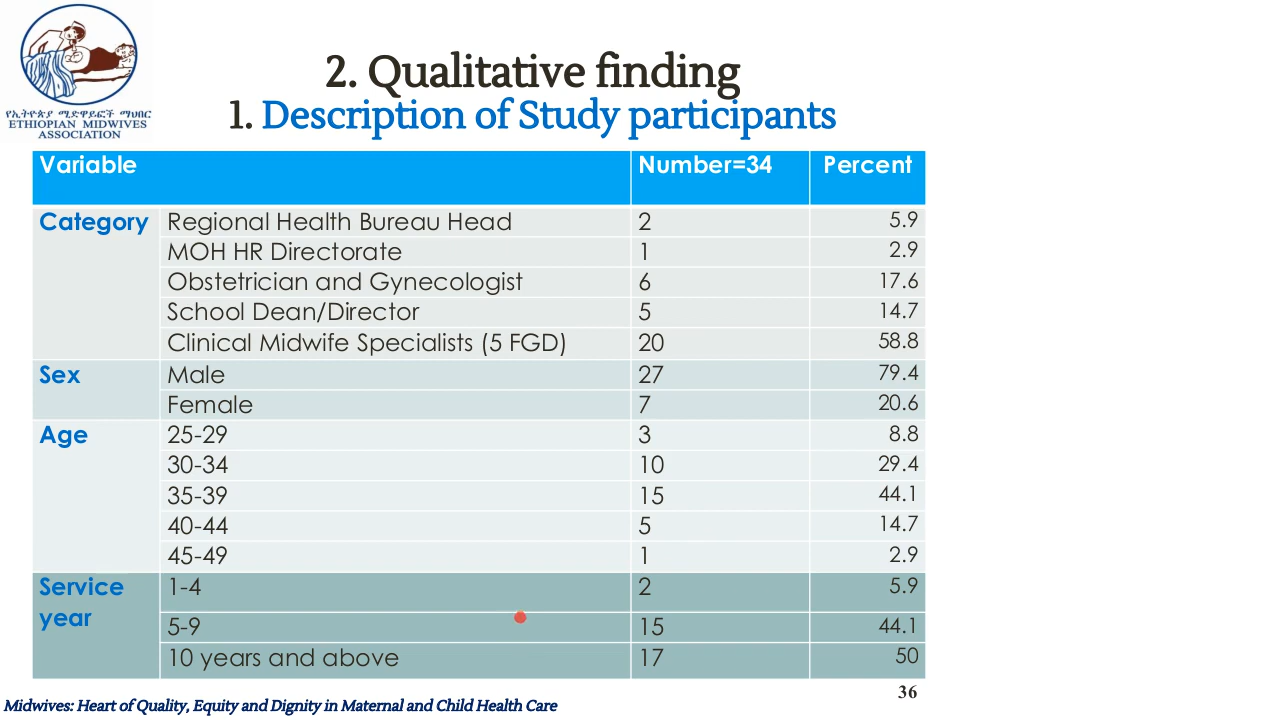 የኢትዮጵያ ሚድዋይፎች ማህበር
ETHIOPIAN MIDWIVES
ASSOCIATION
2. Qualitative finding
1. Description of Study participants
Variable Number=34 Percent
Category Regional Health Bureau Head 2 5.9
MOH HR Directorate 1 2.9
Obstetrician and Gynecologist 6 17.6
School Dean/Director 5 14.7
Clinical Midwife Specialists (5 FGD) 20 58.8
Sex Male 27 79.4
Female 7 20.6
Age 25-29 3 8.8
30-34 10 29.4
35-39 15 44.1
40-44 5 14.7
45-49 1 2.9
Service 1-4 2 5.9
year 5-9 15 44.1
10 years and above 17 50
36
Midwives: Heart of Quality, Equity and Dignity in Maternal and Child Health Care